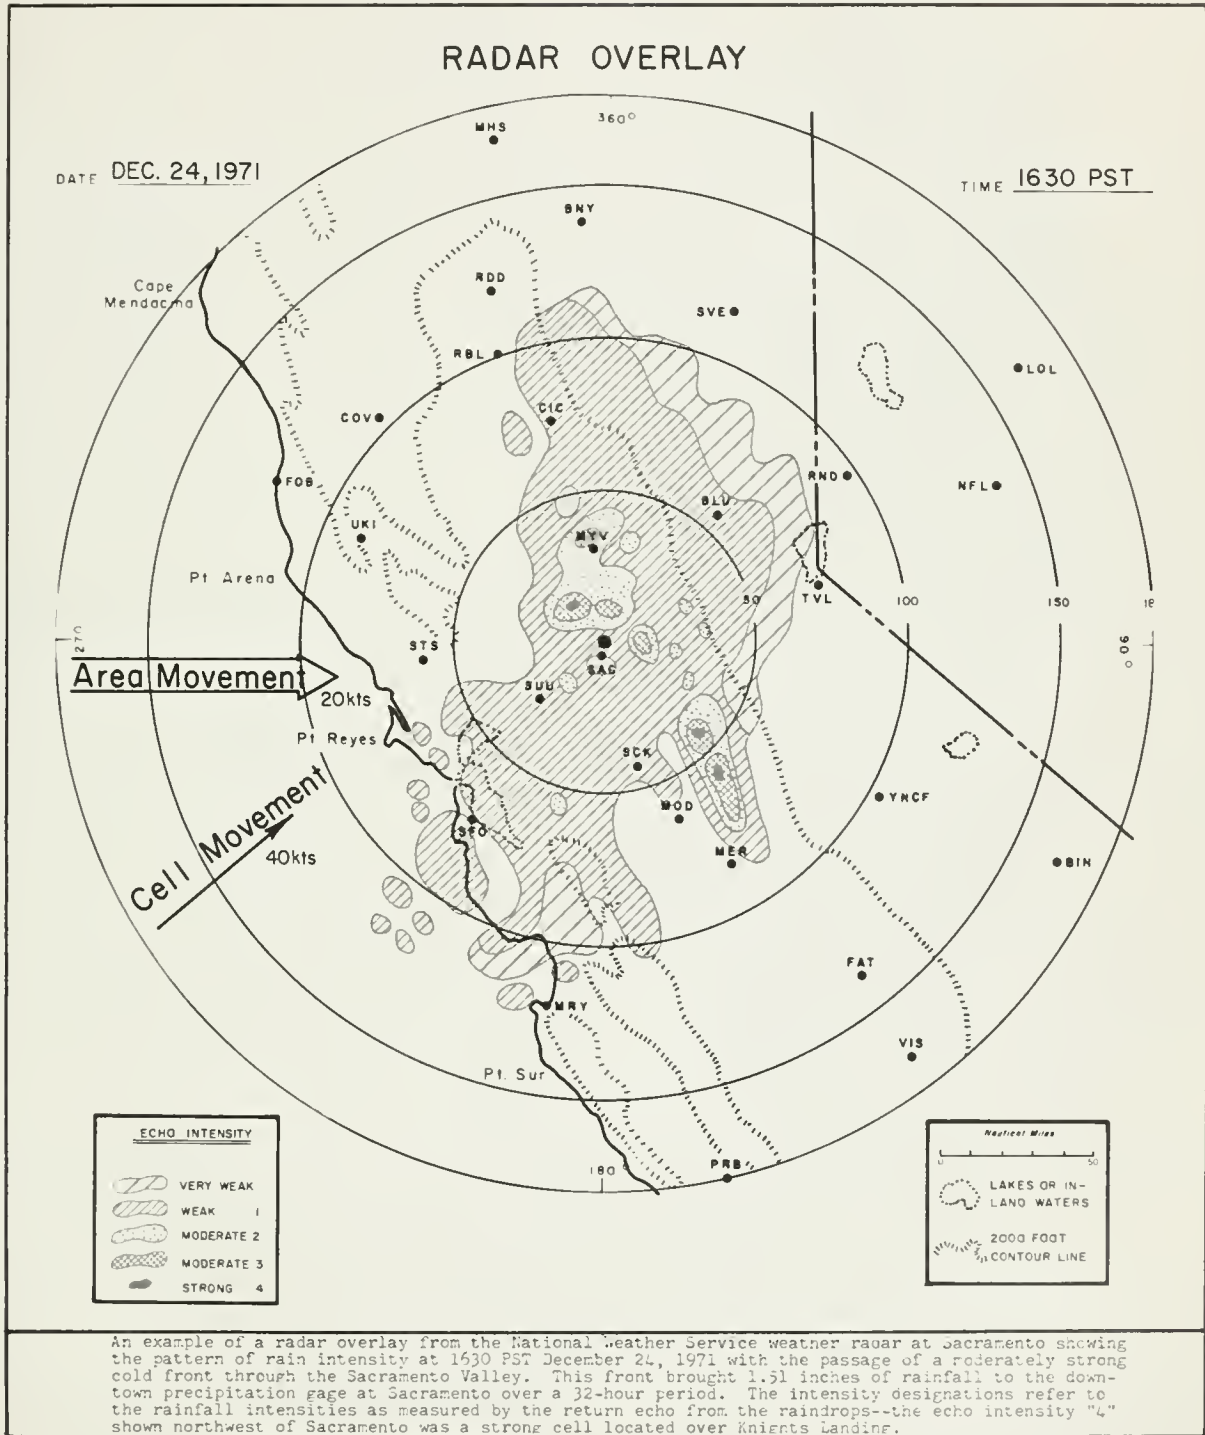 RADAR OVERLAY
DATE DEC. 24, 1971
TIME 1630 PST
360°
MHS
BNY
RDD
SVE
Cape
Mendacma
RBL
LOL
COV
CIC
FOB
RND
NFL
BLU
UKI
MYV
Pt Arena
50
TVL
100
150
18
270
90°
STS
SAC
Area Movement
20kts
SUU
Pt Reyes
SCK
YNCF
MOD
SFO
Cell Movement
40kts
MER
BIH
FAT
MRY
VIS
Pt. Sur
180°
PRB
ECHO INTENSITY
VERY WEAK
WEAK 1
MODERATE 2
MODERATE 3
STRONG 4
Nautical Miles
0 50
LAKES OR IN-
LAND WATERS
2000 FOOT
CONTOUR LINE
An example of a radar overlay from the National Weather Service weather radar at Sacramento showing
the pattern of rain intensity at 1630 PST December 24, 1971 with the passage of a moderately strong
cold front through the Sacramento Valley. This front brought 1.51 inches of rainfall to the down-
town precipitation gage at Sacramento over a 32-hour period. The intensity designations refer to
the rainfall intensities as measured by the return echo from the raindrops--the echo intensity "4"
shown northwest of Sacramento was a strong cell located over Knights Landing.